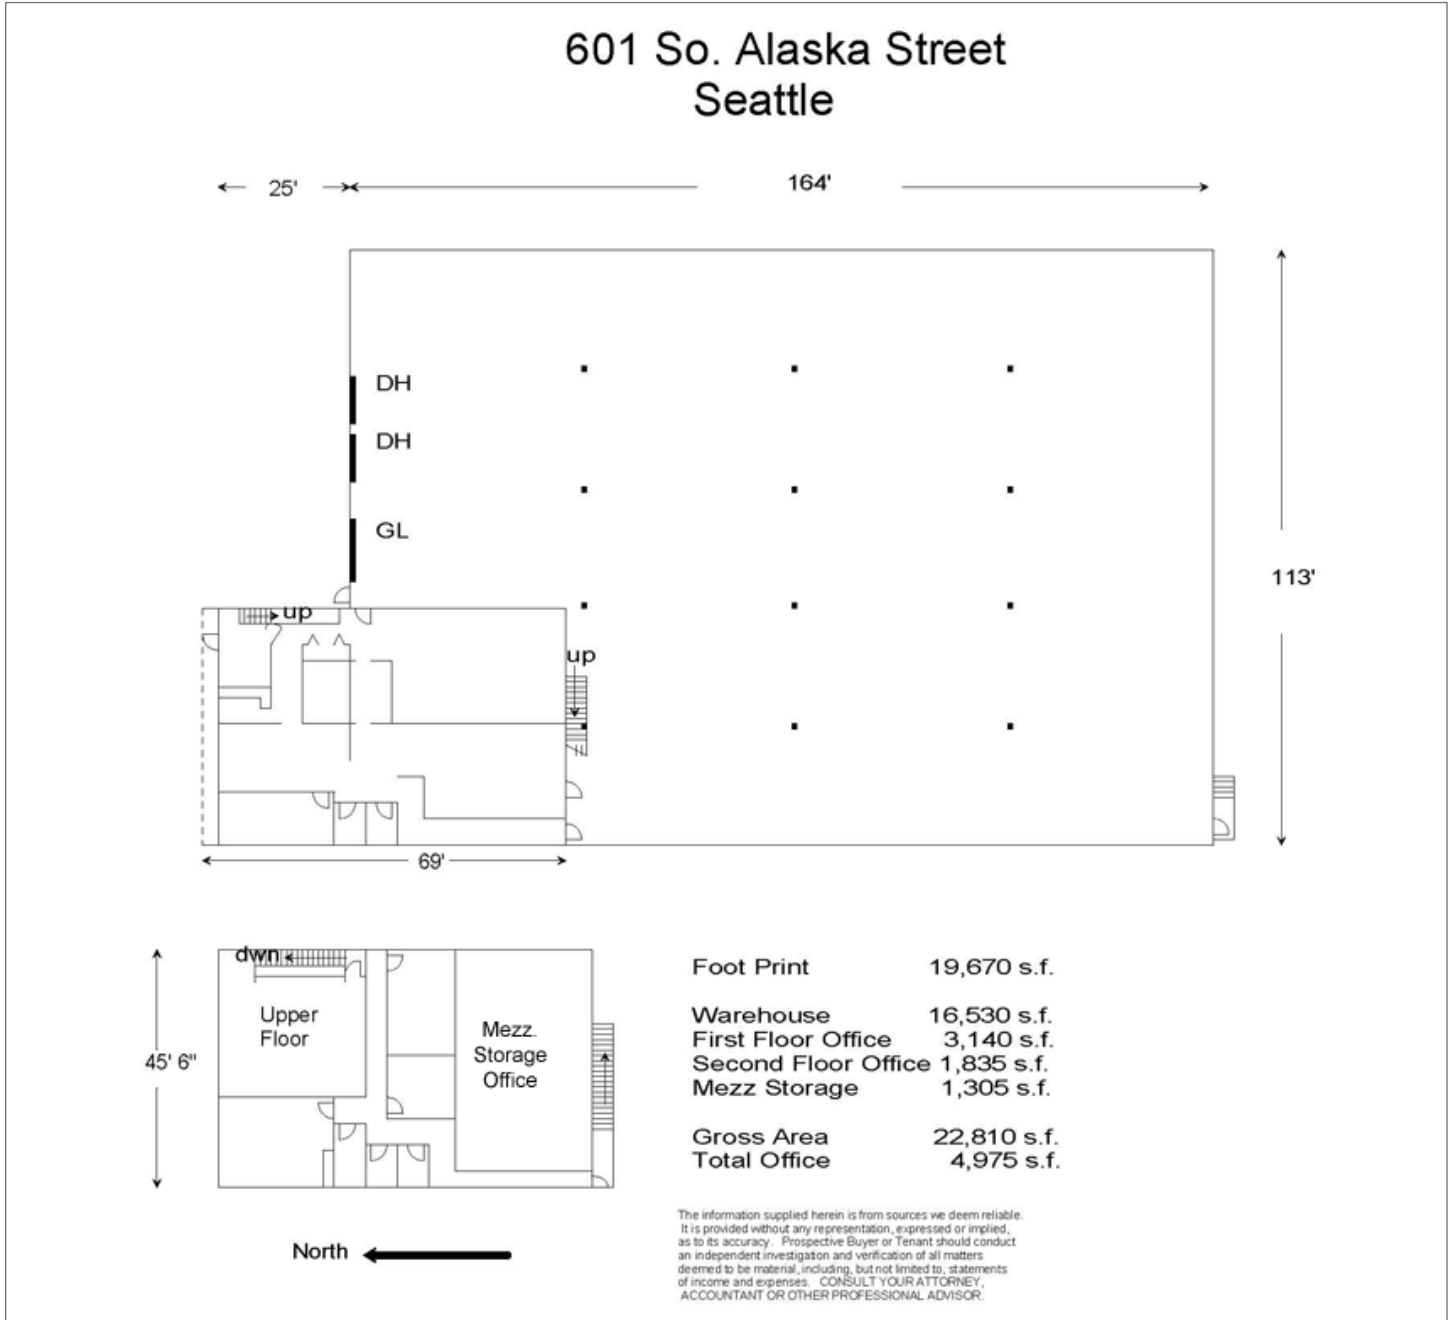 601 So. Alaska Street
Seattle
25'
164'
DH
DH
GL
113'
up
up
69'
dwn
Upper
Floor
Mezz.
Storage
Office
45' 6"
Foot Print 19,670 s.f.
Warehouse 16,530 s.f.
First Floor Office 3,140 s.f.
Second Floor Office 1,835 s.f.
Mezz Storage 1,305 s.f.
Gross Area 22,810 s.f.
Total Office 4,975 s.f.
The information supplied herein is from sources we deem reliable.
It is provided without any representation, expressed or implied,
as to its accuracy. Prospective Buyer or Tenant should conduct
an independent investigation and verification of all matters
deemed to be material, including, but not limited to, statements
of income and expenses. CONSULT YOUR ATTORNEY,
ACCOUNTANT OR OTHER PROFESSIONAL ADVISOR.
North